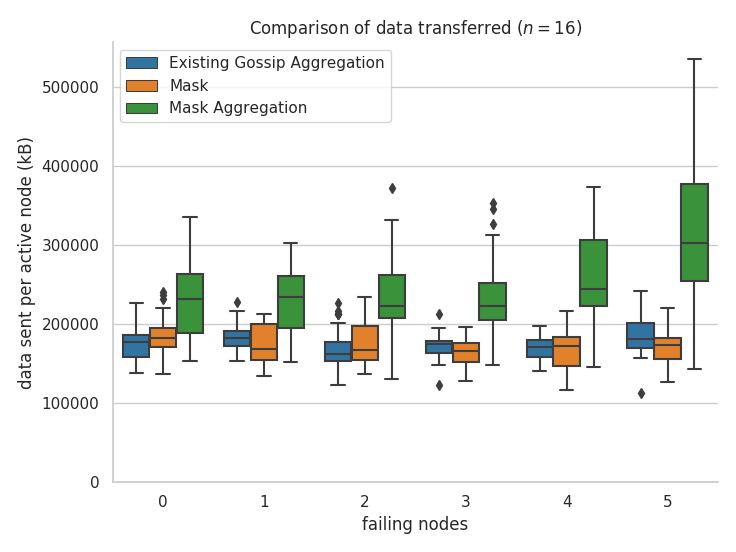 Comparison of data transferred (n = 16)
Existing Gossip Aggregation
Mask
Mask Aggregation
data sent per active node (kB)
500000
400000
300000
200000
100000
0
0 1 2 3 4 5
failing nodes